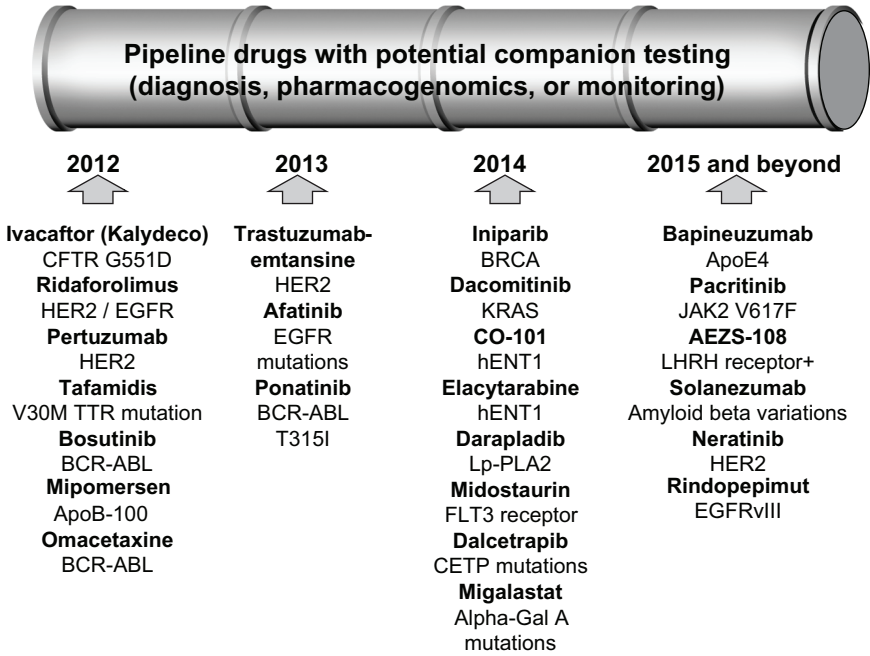 Pipeline drugs with potential companion testing
(diagnosis, pharmacogenomics, or monitoring)
2012
Ivacaftor (Kalydeco)
CFTR G551D
Ridaforolimus
HER2 / EGFR
Pertuzumab
HER2
Tafamidis
V30M TTR mutation
Bosutinib
BCR-ABL
Mipomersen
ApoB-100
Omacetaxine
BCR-ABL
2013
Trastuzumab-
emtansine
HER2
Afatinib
EGFR
mutations
Ponatinib
BCR-ABL
T315I
2014
Iniparib
BRCA
Dacomitinib
KRAS
CO-101
hENT1
Elacytarabine
hENT1
Darapladib
Lp-PLA2
Midostaurin
FLT3 receptor
Dalcetrapib
CETP mutations
Migalastat
Alpha-Gal A
mutations
2015 and beyond
Bapineuzumab
ApoE4
Pacritinib
JAK2 V617F
AEZS-108
LHRH receptor+
Solanezumab
Amyloid beta variations
Neratinib
HER2
Rindopepimut
EGFRvIII